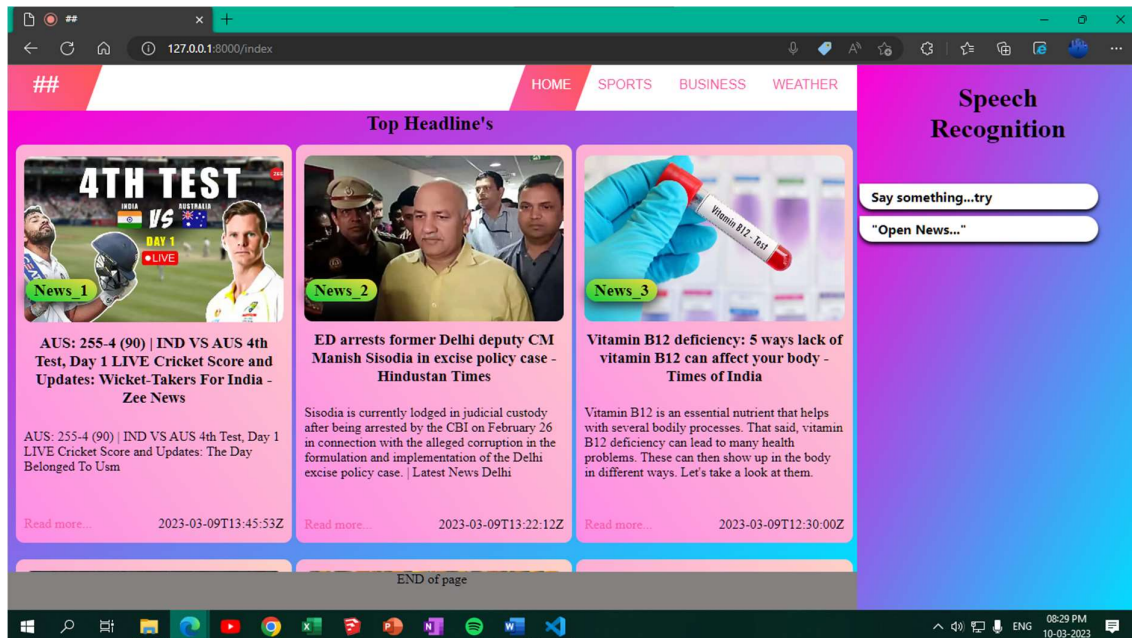 ##
127.0.0.1:8000/index
##
HOME
SPORTS
BUSINESS
WEATHER
Top Headline's
4TH TEST
INDIA
VS
AUSTRALIA
DAY 1
LIVE
News_1
AUS: 255-4 (90) | IND VS AUS 4th
Test, Day 1 LIVE Cricket Score and
Updates: Wicket-Takers For India -
Zee News
AUS: 255-4 (90) | IND VS AUS 4th Test, Day 1
LIVE Cricket Score and Updates: The Day
Belonged To Usm
Read more...
2023-03-09T13:45:53Z
News_2
ED arrests former Delhi deputy CM
Manish Sisodia in excise policy case -
Hindustan Times
Sisodia is currently lodged in judicial custody
after being arrested by the CBI on February 26
in connection with the alleged corruption in the
formulation and implementation of the Delhi
excise policy case. | Latest News Delhi
Read more...
2023-03-09T13:22:12Z
Vitamin B12 - Test
News_3
Vitamin B12 deficiency: 5 ways lack of
vitamin B12 can affect your body -
Times of India
Vitamin B12 is an essential nutrient that helps
with several bodily processes. That said, vitamin
B12 deficiency can lead to many health
problems. These can then show up in the body
in different ways. Let's take a look at them.
Read more...
2023-03-09T12:30:00Z
END of page
Speech
Recognition
Say something...try
"Open News..."
ENG
08:29 PM
10-03-2023